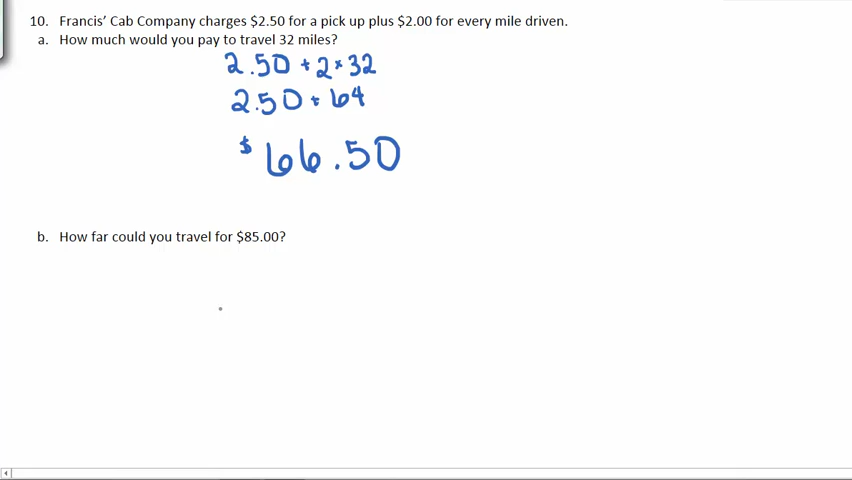 10. Francis' Cab Company charges $2.50 for a pick up plus $2.00 for every mile driven.
a. How much would you pay to travel 32 miles?
2.50 + 2 * 32
2.50 + 64
$ 66.50
b. How far could you travel for $85.00?